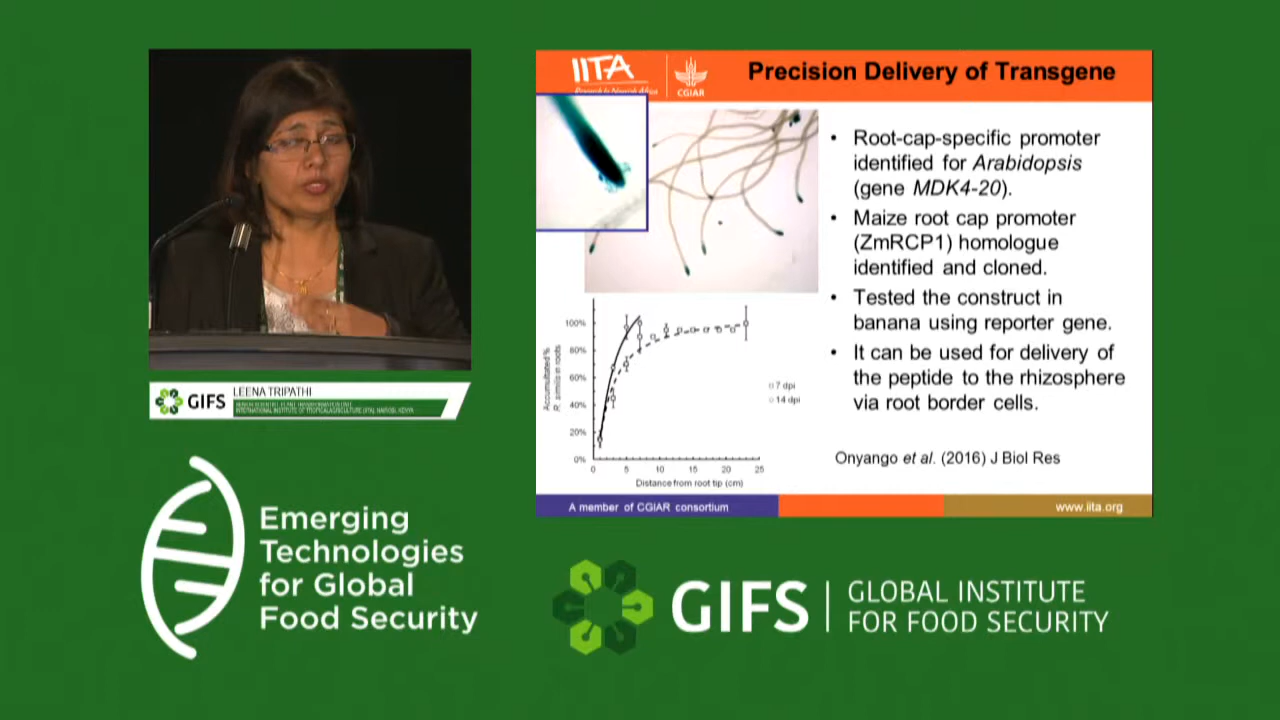 LEENA TRIPATHI
GIFS
Emerging
Technologies
for Global
Food Security
IITA
CGIAR
Precision Delivery of Transgene
• Root-cap-specific promoter
identified for Arabidopsis
(gene MDK4-20).
• Maize root cap promoter
(ZmRCP1) homologue
identified and cloned.
• Tested the construct in
banana using reporter gene.
• It can be used for delivery of
the peptide to the rhizosphere
via root border cells.
Onyango et al. (2016) J Biol Res
Accumulated %
R. similis in roots
100%
80%
60%
40%
20%
0%
0 5 10 15 20 25
Distance from root tip (cm)
7 dpi
14 dpi
A member of CGIAR consortium
www.iita.org
GIFS
GLOBAL INSTITUTE
FOR FOOD SECURITY